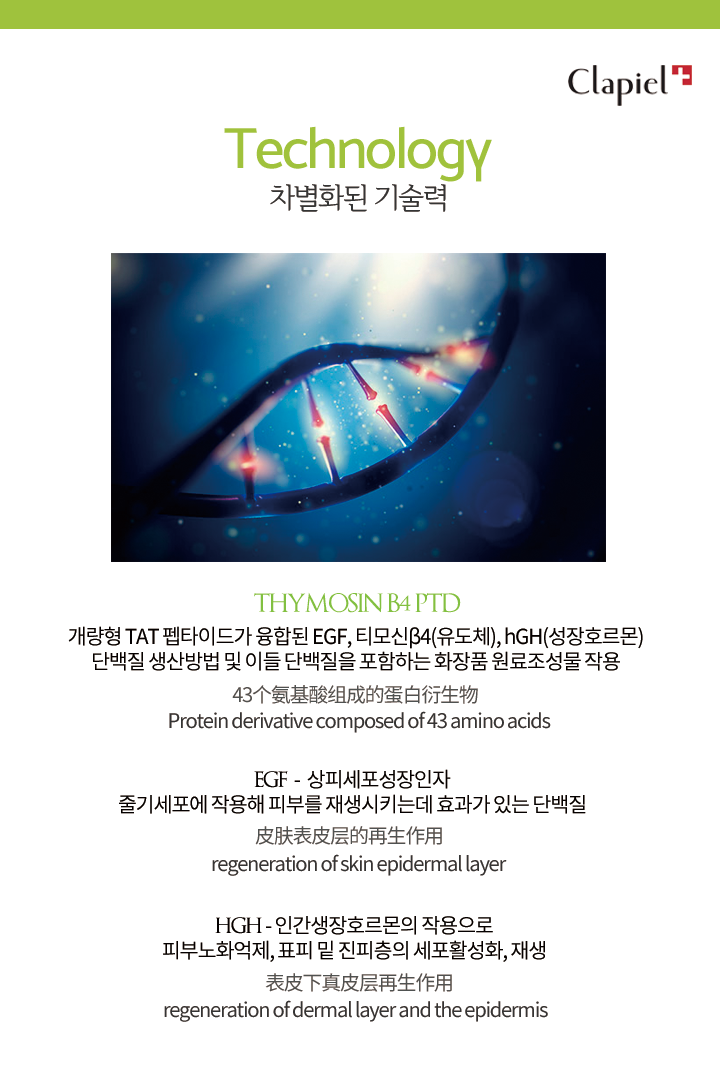 Clapiel
Technology
차별화된 기술력
THYMOSIN B4 PTD
개량형 TAT 펩타이드가 융합된 EGF, 티모신β4(유도체), hGH(성장호르몬)
단백질 생산방법 및 이들 단백질을 포함하는 화장품 원료조성물 작용
43个氨基酸组成的蛋白衍生物
Protein derivative composed of 43 amino acids
EGF - 상피세포성장인자
줄기세포에 작용해 피부를 재생시키는데 효과가 있는 단백질
皮肤表皮层的再生作用
regeneration of skin epidermal layer
HGH - 인간생장호르몬의 작용으로
피부노화억제, 표피 밑 진피층의 세포활성화, 재생
表皮下真皮层再生作用
regeneration of dermal layer and the epidermis